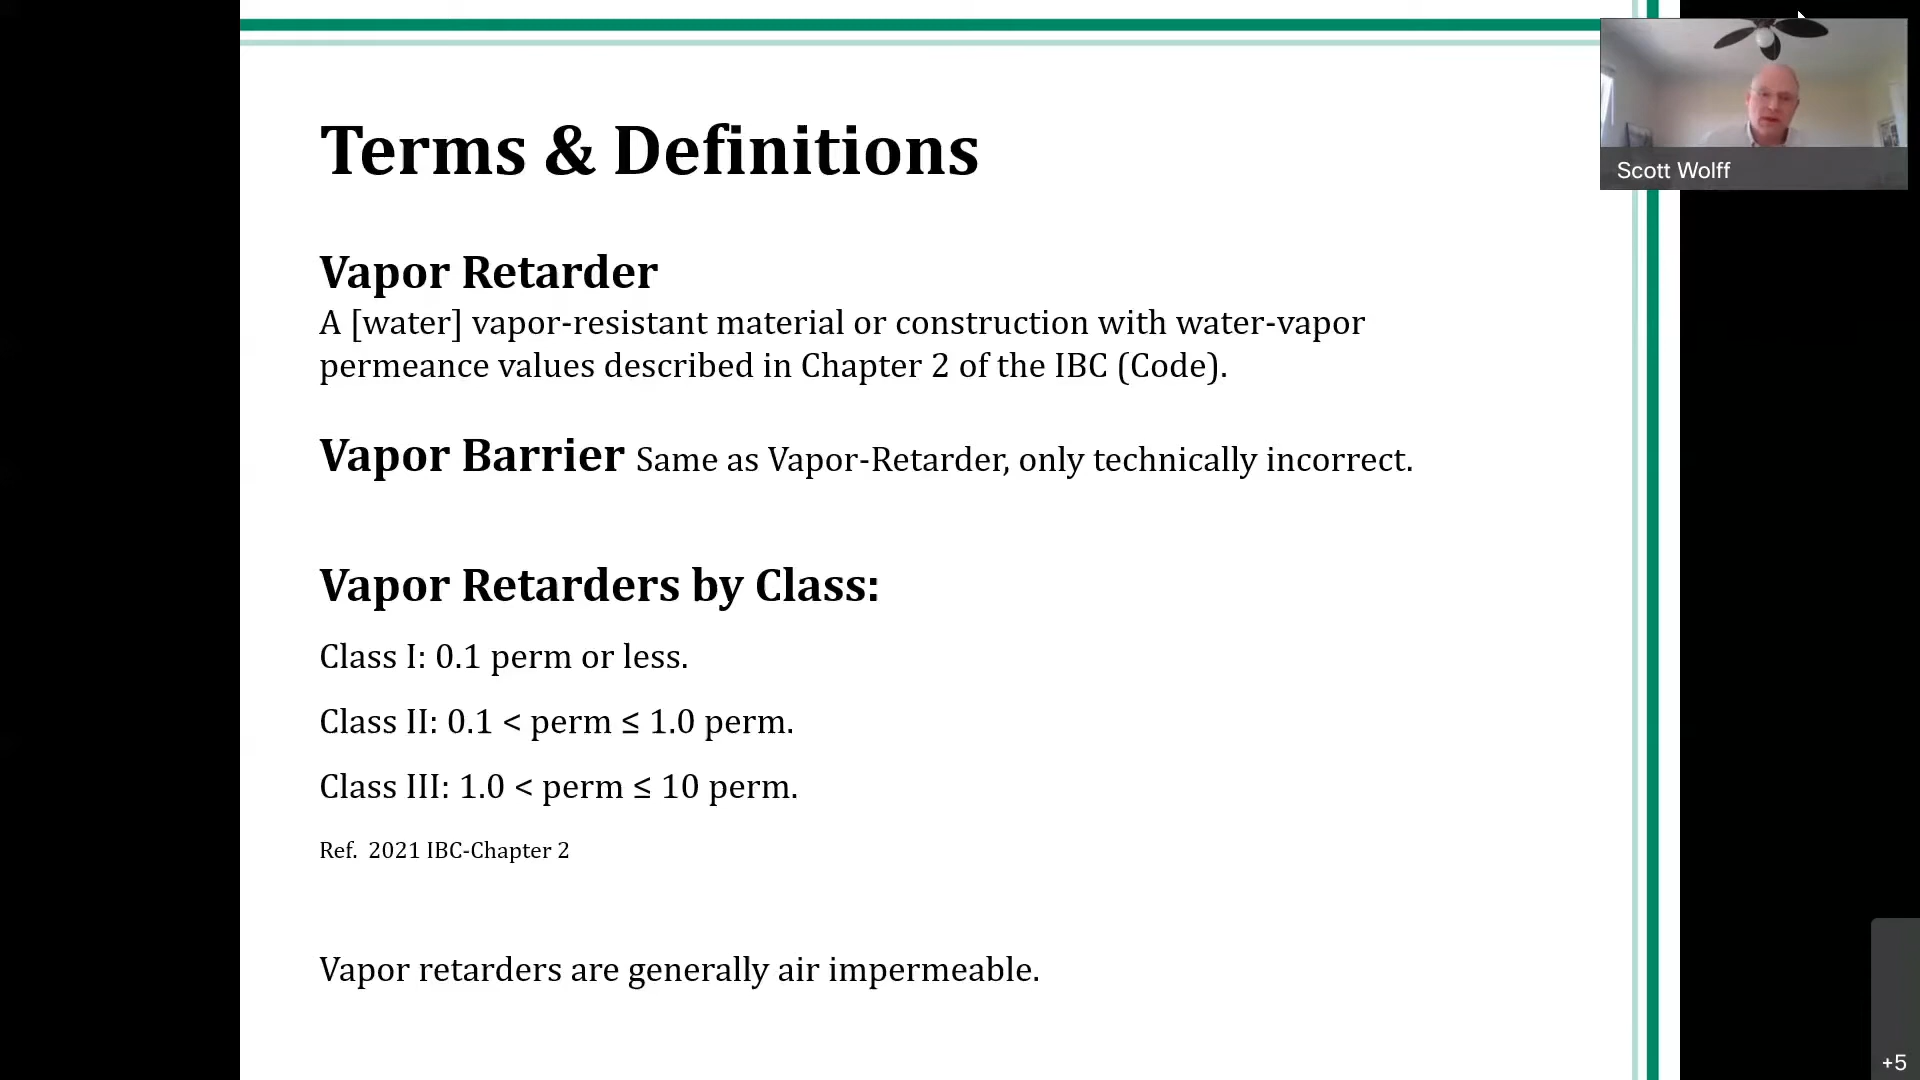 Terms & Definitions
Scott Wolff
Vapor Retarder
A [water] vapor-resistant material or construction with water-vapor
permeance values described in Chapter 2 of the IBC (Code).
Vapor Barrier Same as Vapor-Retarder, only technically incorrect.
Vapor Retarders by Class:
Class I: 0.1 perm or less.
Class II: 0.1 < perm ≤ 1.0 perm.
Class III: 1.0 < perm ≤ 10 perm.
Ref.  2021 IBC-Chapter 2
Vapor retarders are generally air impermeable.
+5